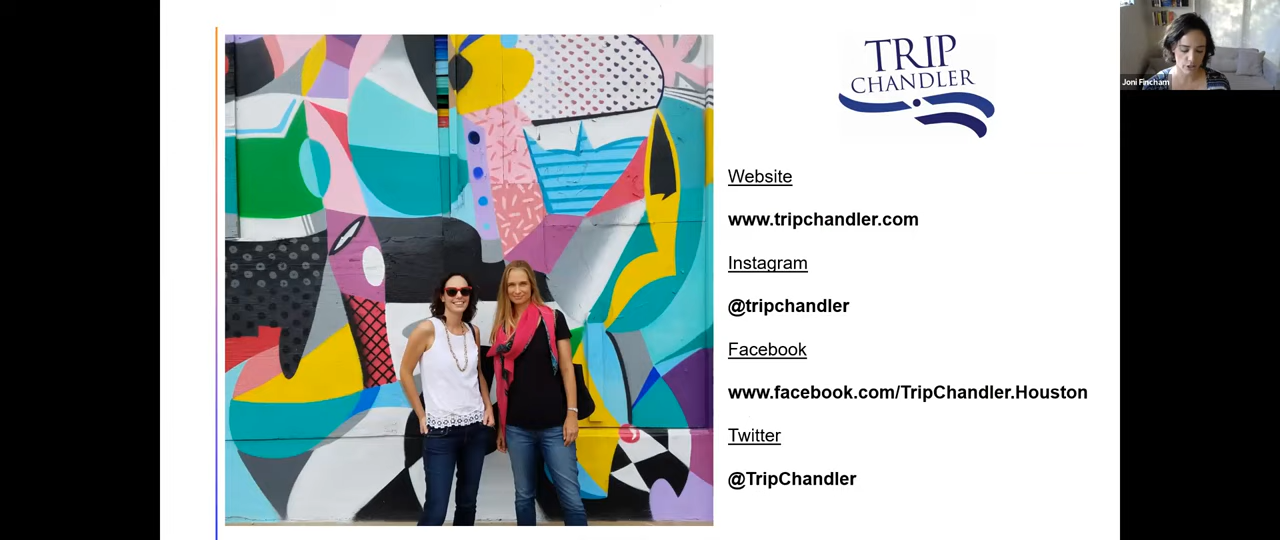 TRIP
CHANDLER
Joni Fincham
Website
www.tripchandler.com
Instagram
@tripchandler
Facebook
www.facebook.com/TripChandler.Houston
Twitter
@TripChandler